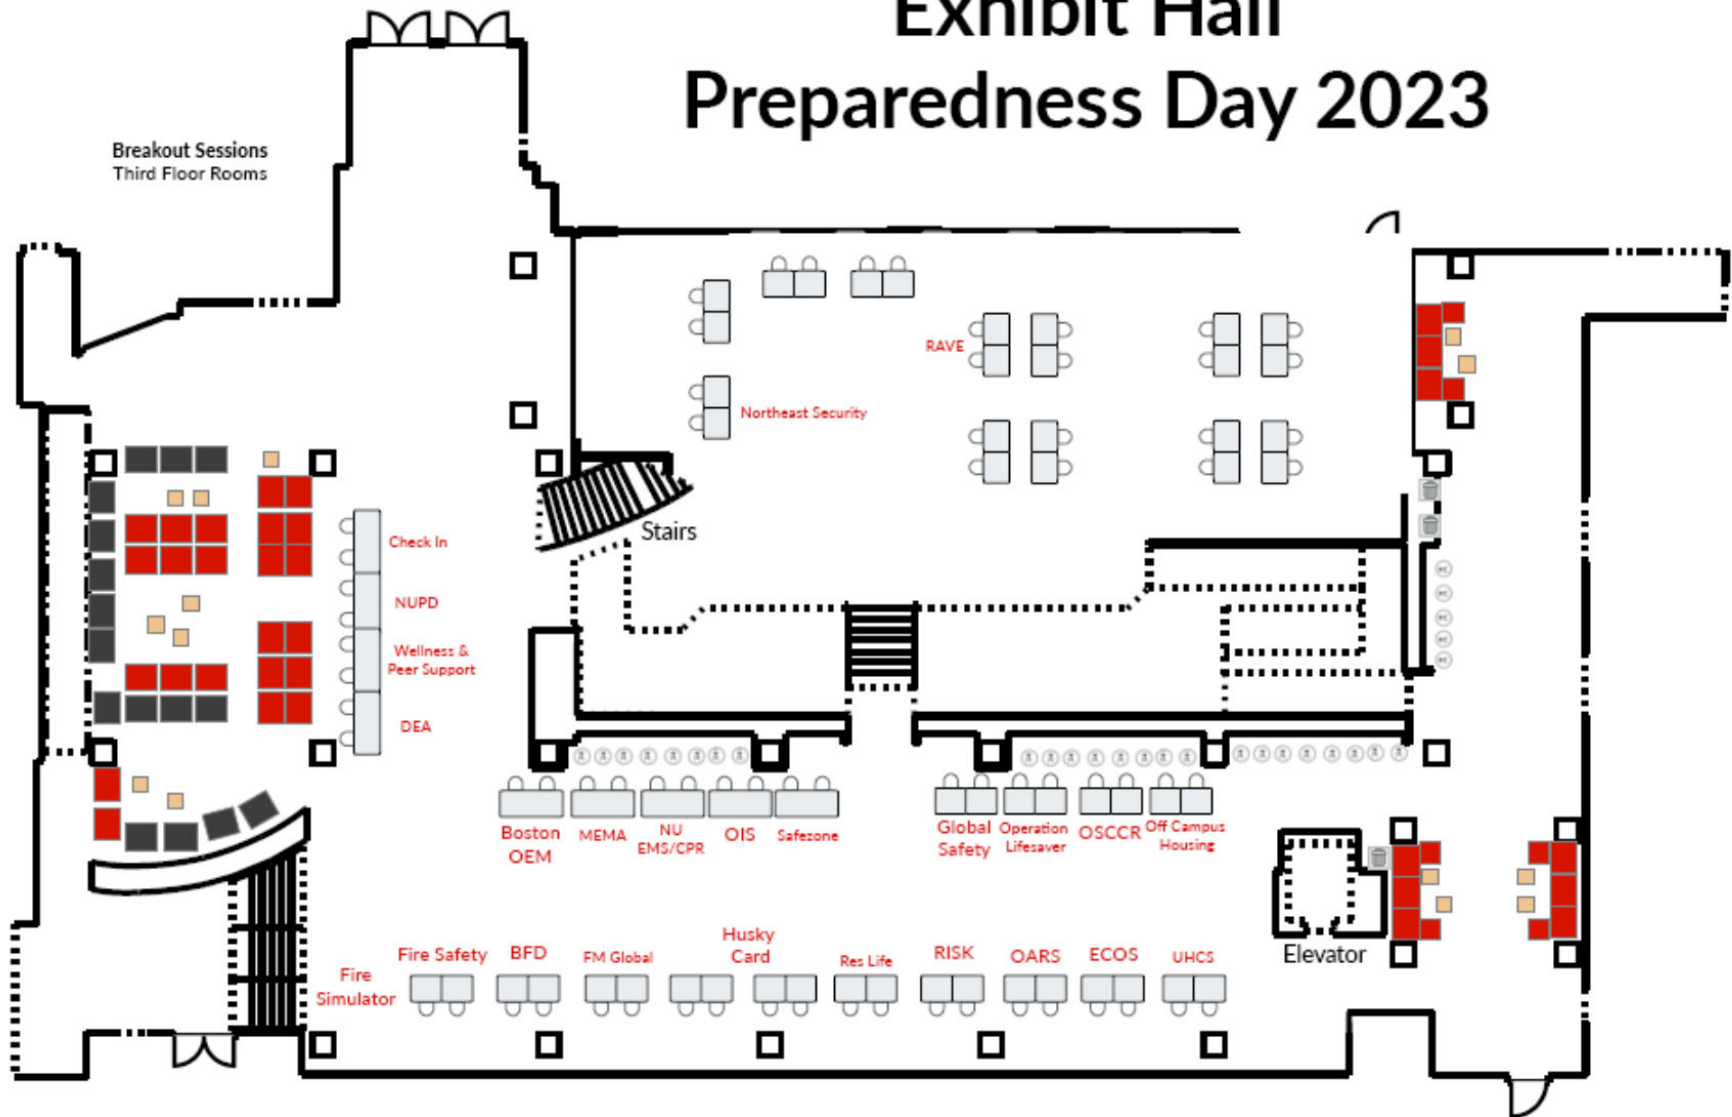 Exhibit Hall
Preparedness Day 2023
Breakout Sessions
Third Floor Rooms
RAVE
Northeast Security
Stairs
Check In
NUPD
Wellness &
Peer Support
DEA
Boston
OEM
MEMA
NU
EMS/CPR
OIS
Safezone
Global
Safety
Operation
Lifesaver
OSCCR
Off Campus
Housing
Elevator
Fire
Simulator
Fire Safety
BFD
FM Global
Husky
Card
Res Life
RISK
OARS
ECOS
UHCS